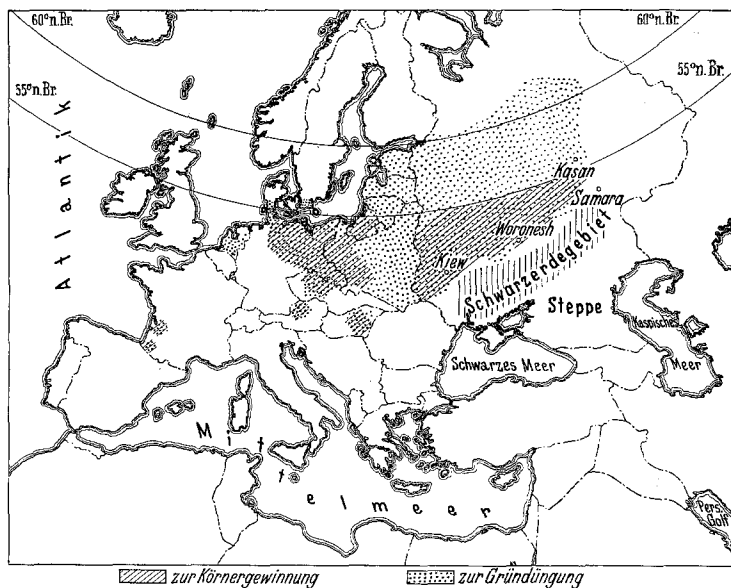 60° n. Br.
60° n. Br.
55° n. Br.
55° n. Br.
Atlantik
Kasan
Samara
Woronesh
Kiew
Schwarzerdegebiet
Steppe
Kaspisches
Meer
Schwarzes Meer
Mittelmeer
Pers.
Golf
zur Körnergewinnung
zur Gründüngung